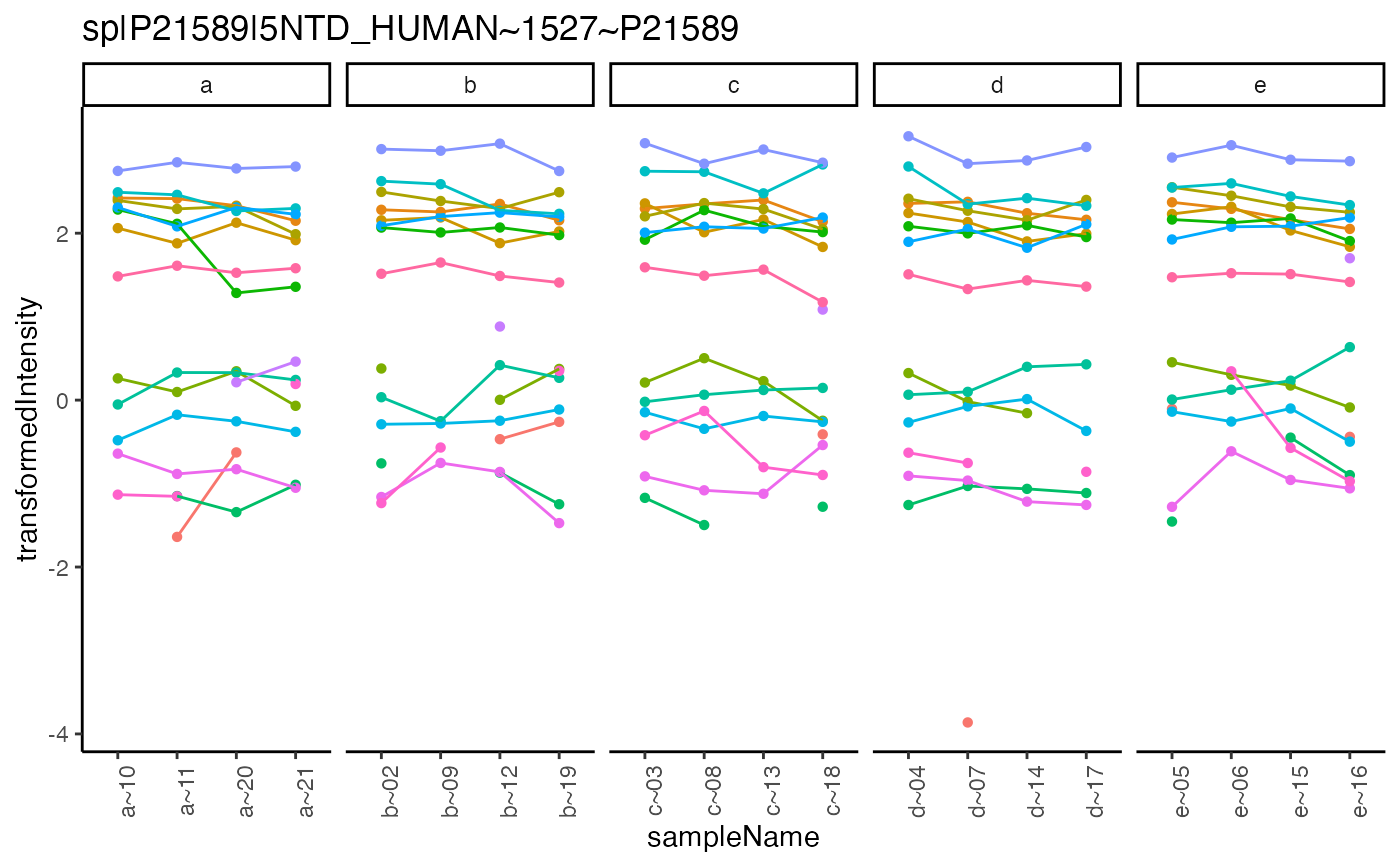 sp|P21589|5NTD_HUMAN~1527~P21589
a b c d e
transformedIntensity
2
0
-2
-4
a~10 a~11 a~20 a~21 b~02 b~09 b~12 b~19 c~03 c~08 c~13 c~18 d~04 d~07 d~14 d~17 e~05 e~06 e~15 e~16
sampleName